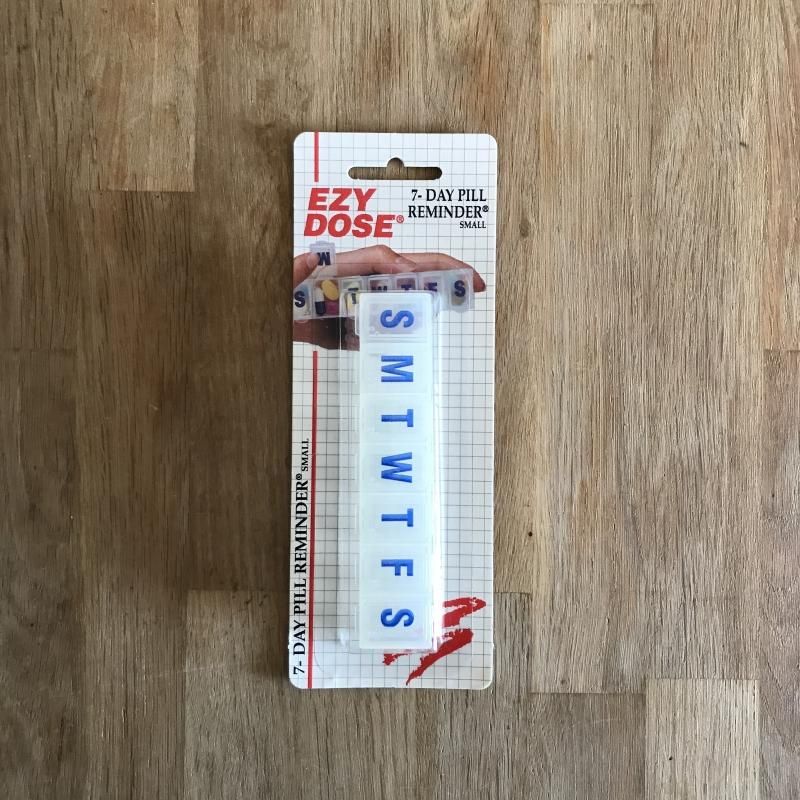 EZY
DOSE®
7- DAY PILL
REMINDER®
SMALL
M
S T W T F S
S
M
T
W
T
F
S
7- DAY PILL REMINDER® SMALL